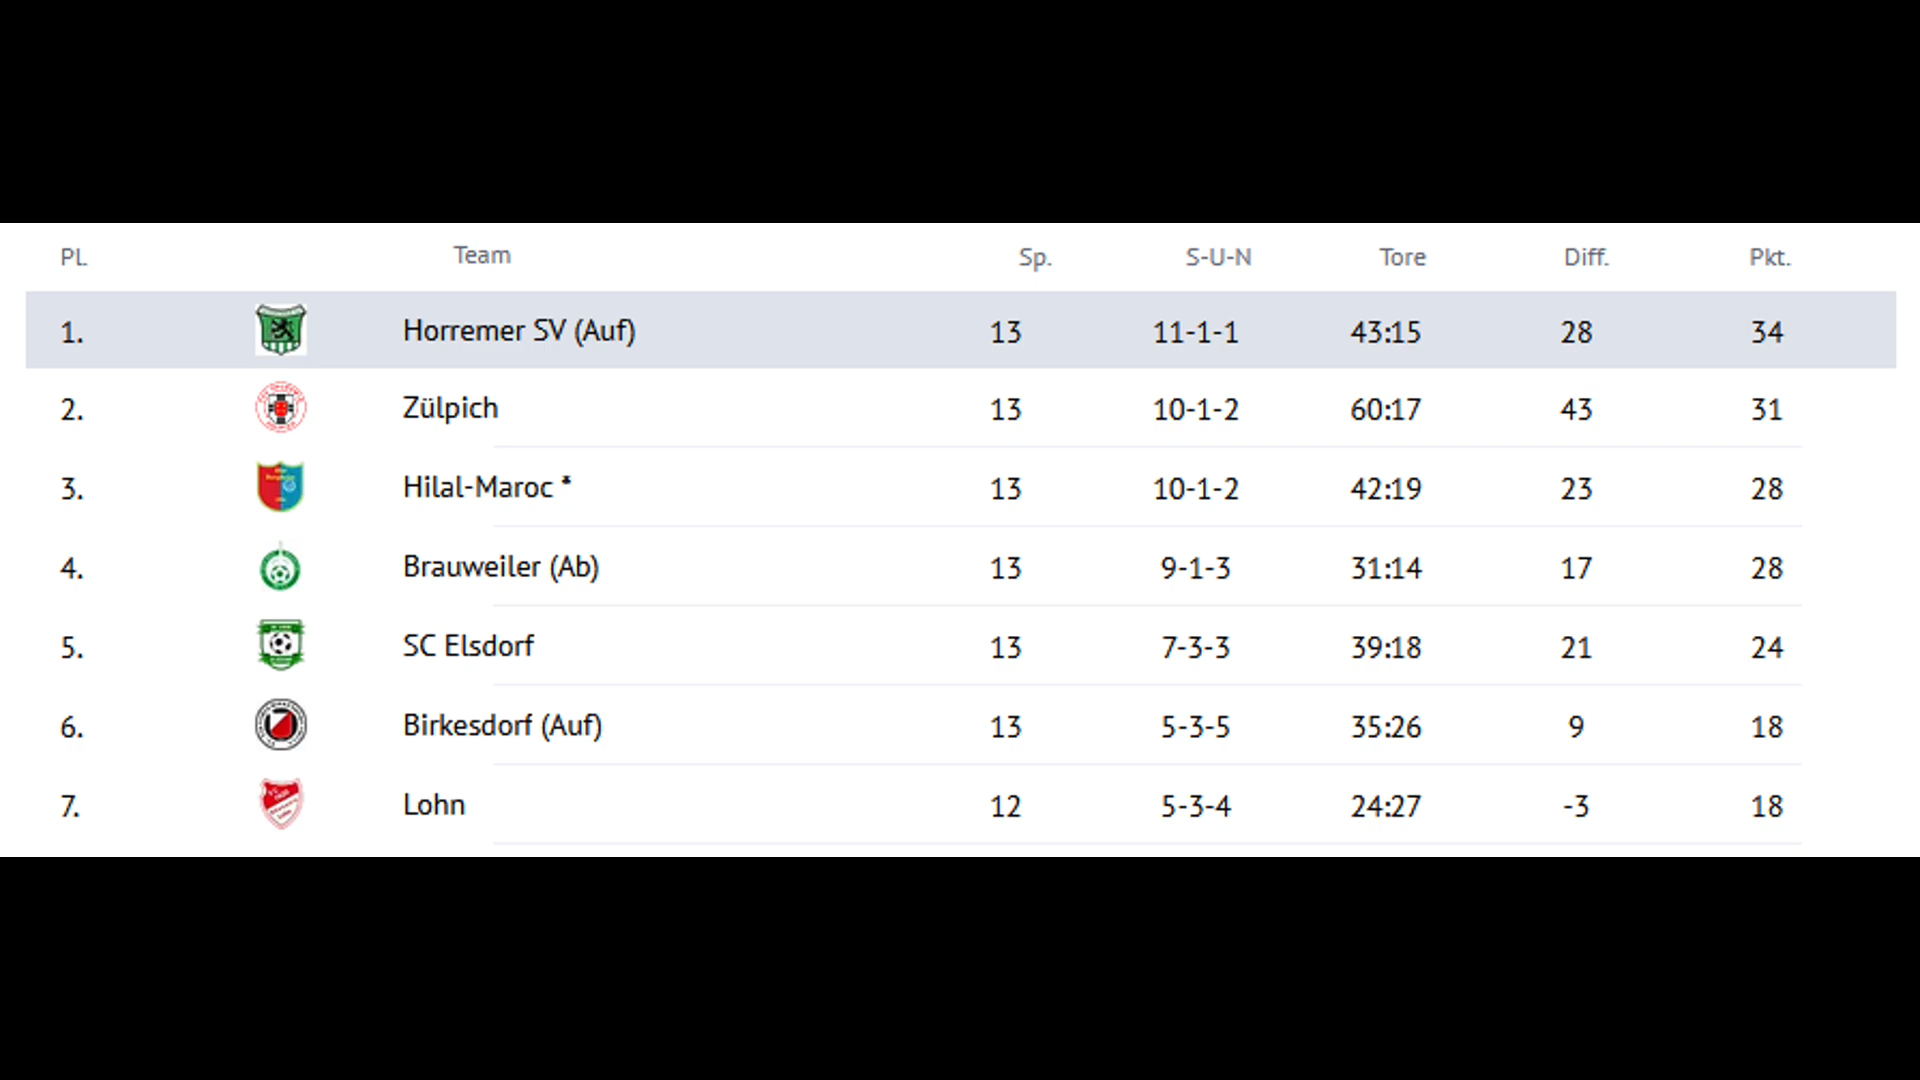 Pl. Team Sp. S-U-N Tore Diff. Pkt.
1. Horremer SV (Auf) 13 11-1-1 43:15 28 34
2. Zülpich 13 10-1-2 60:17 43 31
3. Hilal-Maroc * 13 10-1-2 42:19 23 28
4. Brauweiler (Ab) 13 9-1-3 31:14 17 28
5. SC Elsdorf 13 7-3-3 39:18 21 24
6. Birkesdorf (Auf) 13 5-3-5 35:26 9 18
7. Lohn 12 5-3-4 24:27 -3 18